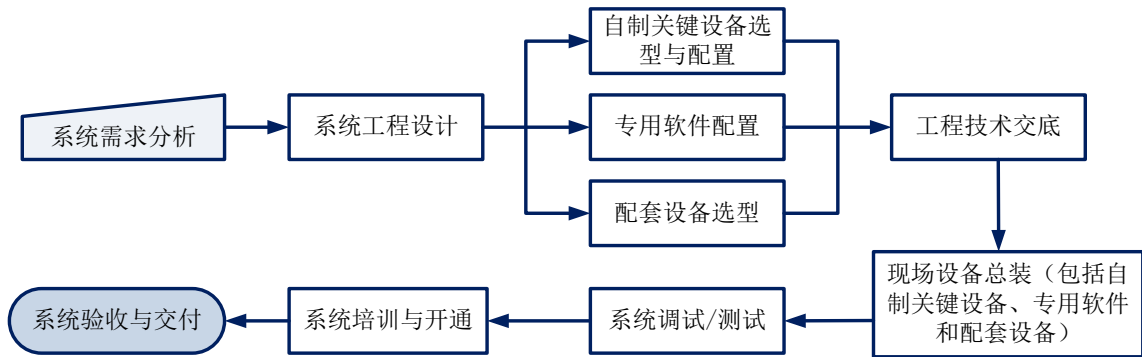 系统需求分析
系统工程设计
自制关键设备选
型与配置
专用软件配置
配套设备选型
工程技术交底
现场设备总装（包括自
制关键设备、专用软件
和配套设备）
系统调试/测试
系统培训与开通
系统验收与交付